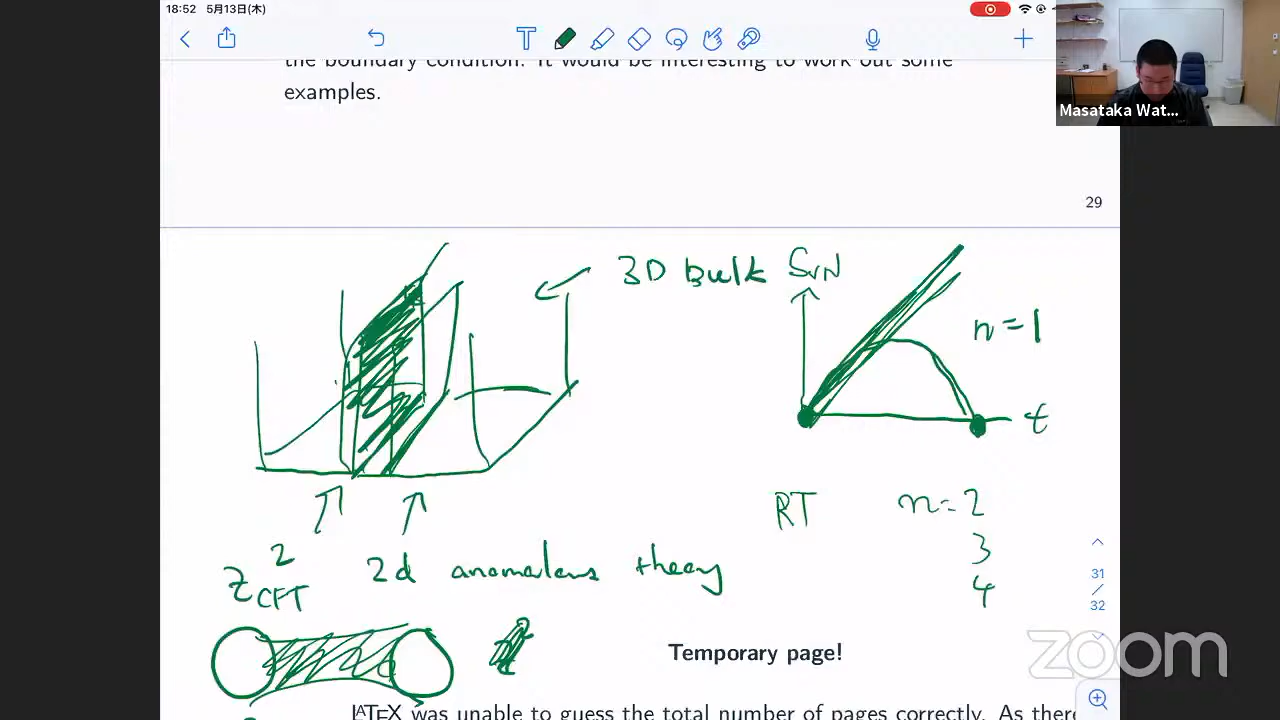 18:52 5月13日(木)
the boundary condition. It would be interesting to work out some
examples.
Masataka Wat...
29
3D bulk
SvN
n=1
t
RT
n=2
3
4
Z²CFT
2d anomalous theory
31
/
32
Temporary page!
LATEX was unable to guess the total number of pages correctly. As there
zoom